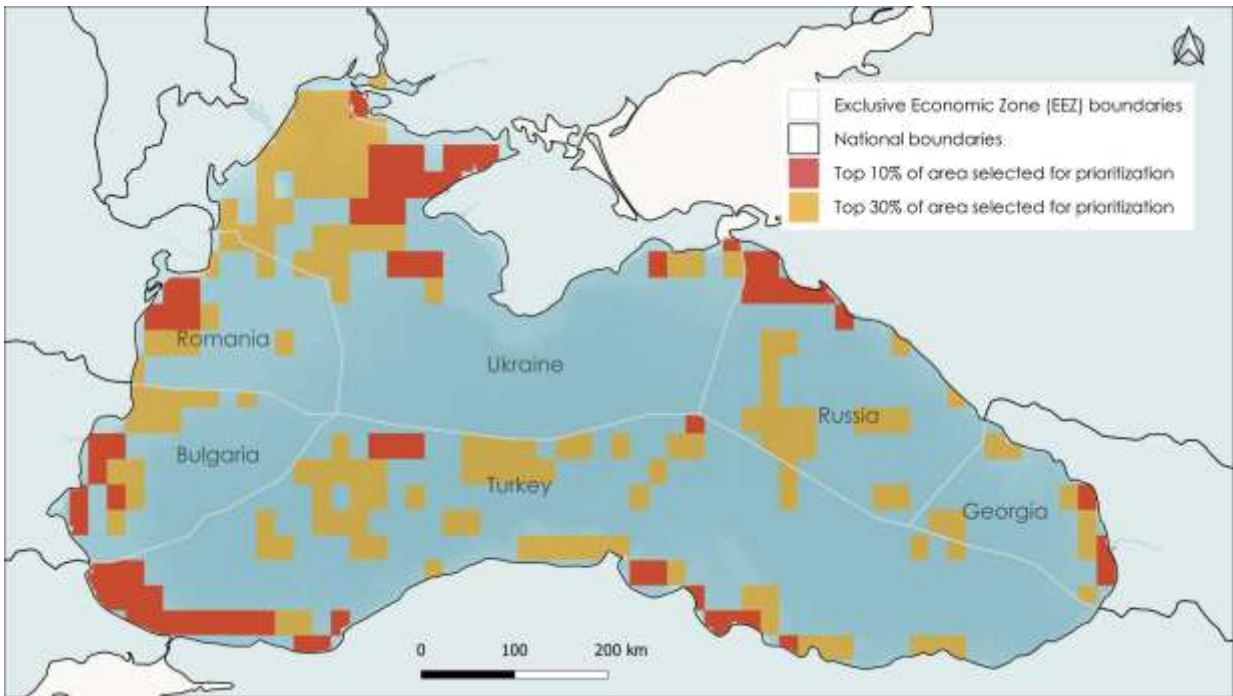 Exclusive Economic Zone (EEZ) boundaries
National boundaries
Top 10% of area selected for prioritization
Top 30% of area selected for prioritization
Romania
Ukraine
Russia
Bulgaria
Turkey
Georgia
0 100 200 km